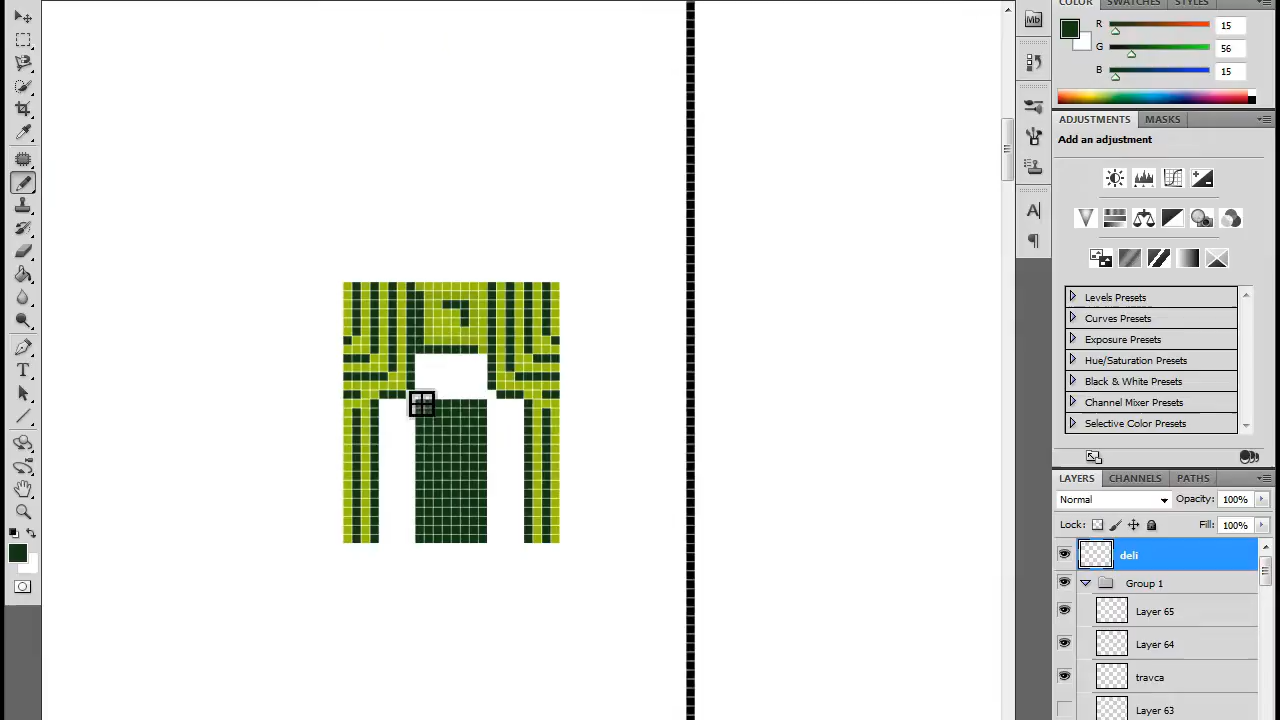 COLOR SWATCHES STYLES
R 15
G 56
B 15
Mb
ADJUSTMENTS MASKS
Add an adjustment
A
Levels Presets
Curves Presets
Exposure Presets
Hue/Saturation Presets
Black & White Presets
Channel Mixer Presets
Selective Color Presets
LAYERS CHANNELS PATHS
Normal Opacity: 100%
Lock: Fill: 100%
deli
Group 1
Layer 65
Layer 64
travca
Layer 63
T